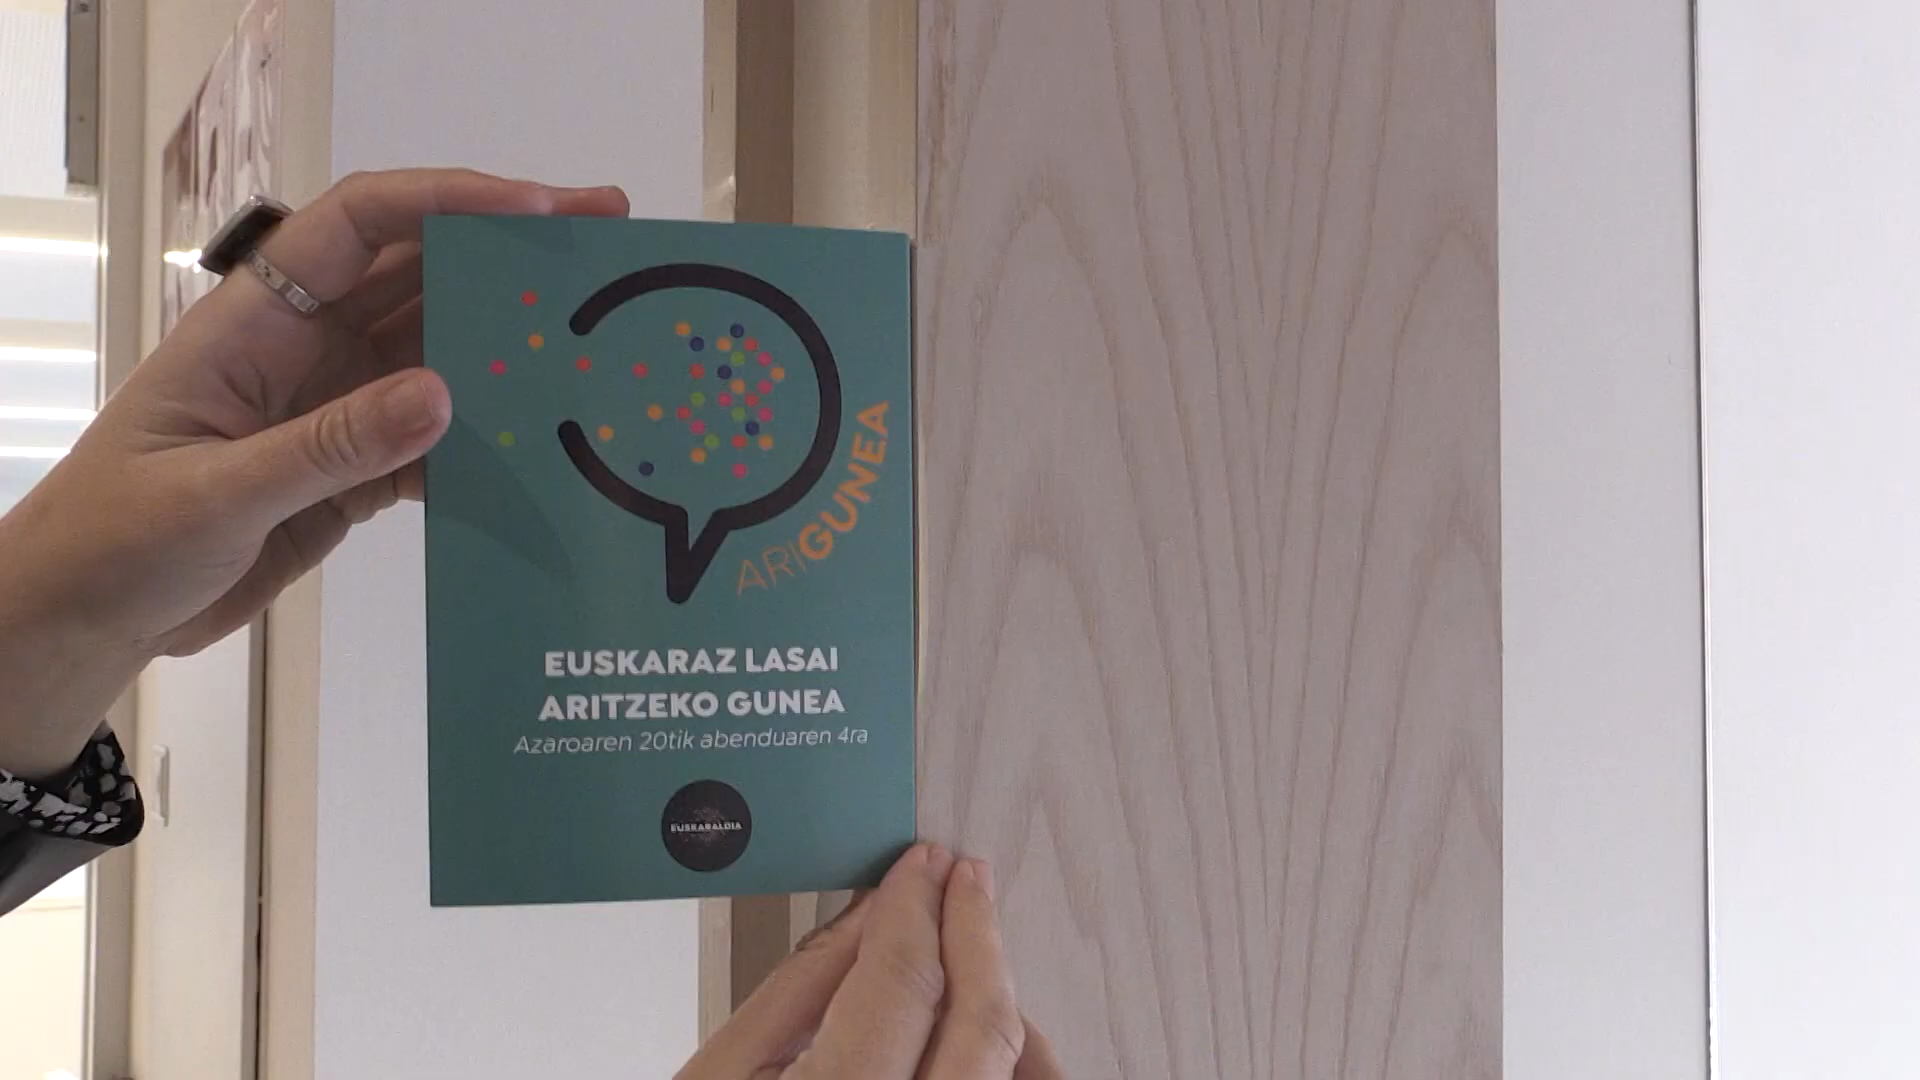 ARIGUNEA
EUSKARAZ LASAI
ARITZEKO GUNEA
Azaroaren 20tik abenduaren 4ra
EUSKARALDIA